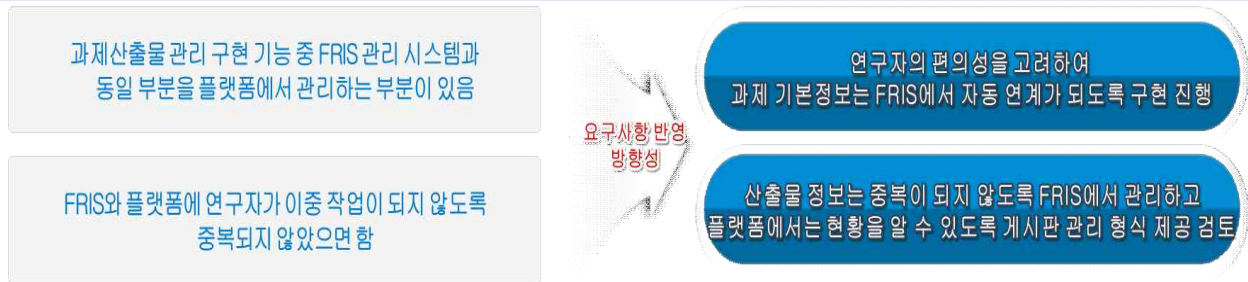 과제산출물 관리 구현 기능 중 FRIS 관리 시스템과
동일 부분을 플랫폼에서 관리하는 부분이 있음
FRIS와 플랫폼에 연구자가 이중 작업이 되지 않도록
중복되지 않았으면 함
요구사항 반영
방향성
연구자의 편의성을 고려하여
과제 기본정보는 FRIS에서 자동 연계가 되도록 구현 진행
산출물 정보는 중복이 되지 않도록 FRIS에서 관리하고
플랫폼에서는 현황을 알 수 있도록 게시판 관리 형식 제공 검토